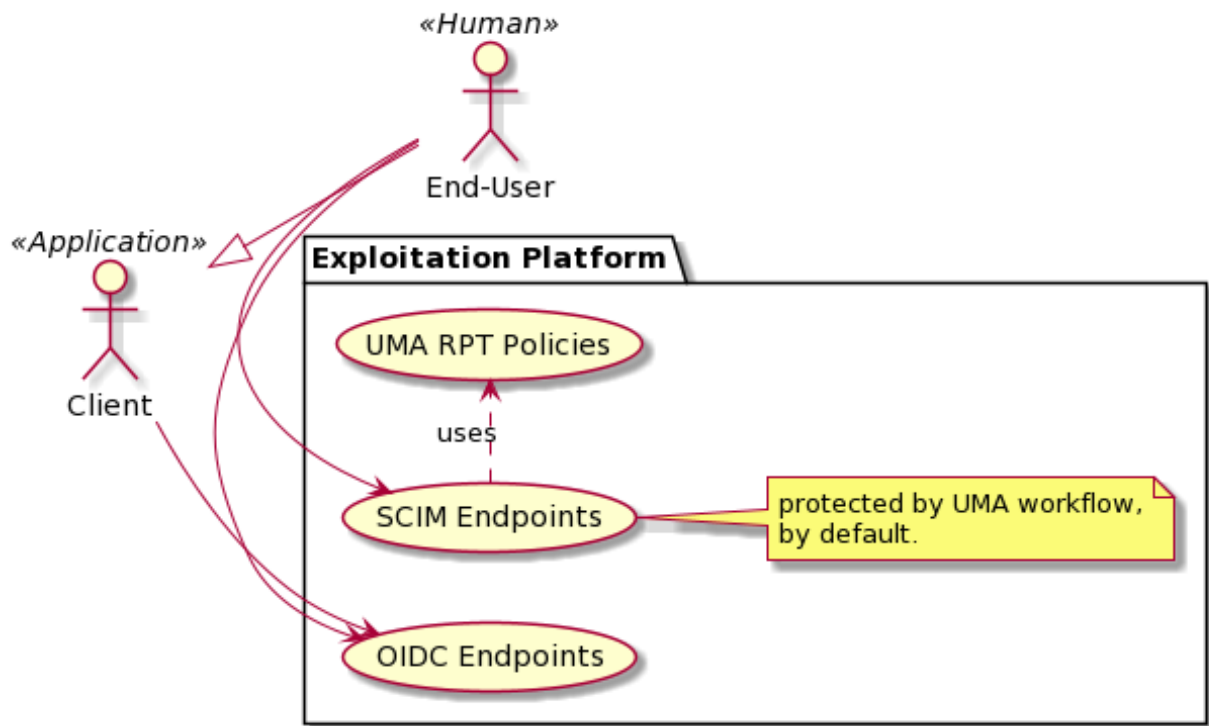 «Human»
End-User
«Application»
Client
Exploitation Platform
UMA RPT Policies
uses
SCIM Endpoints
protected by UMA workflow,
by default.
OIDC Endpoints